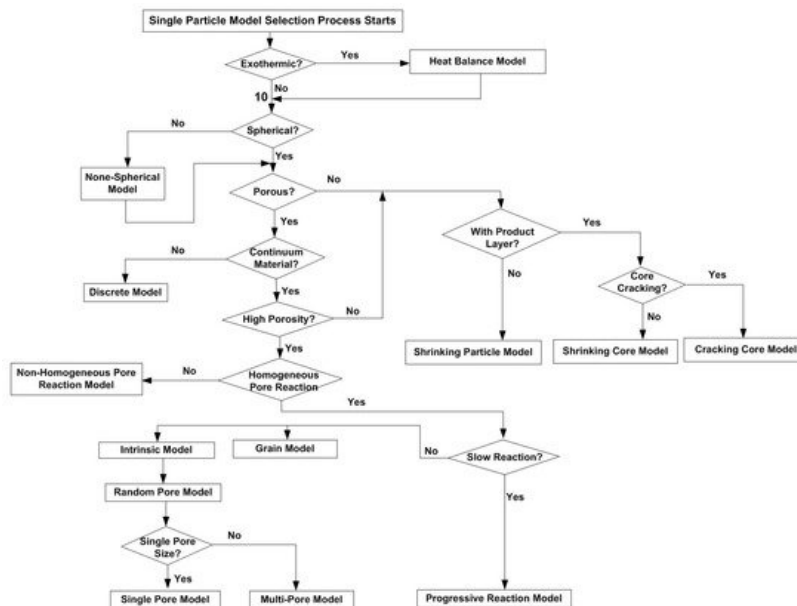 Single Particle Model Selection Process Starts
Exothermic?
Yes
Heat Balance Model
No
10
Spherical?
No
Yes
None-Spherical
Model
Porous?
No
Yes
With Product
Layer?
Yes
No
Continuum
Material?
No
Yes
Discrete Model
Core
Cracking?
Yes
No
High Porosity?
No
Yes
Shrinking Particle Model
Shrinking Core Model
Cracking Core Model
Non-Homogeneous Pore
Reaction Model
No
Homogeneous
Pore Reaction
Yes
Intrinsic Model
Grain Model
No
Slow Reaction?
Yes
Random Pore Model
Single Pore
Size?
No
Yes
Single Pore Model
Multi-Pore Model
Progressive Reaction Model